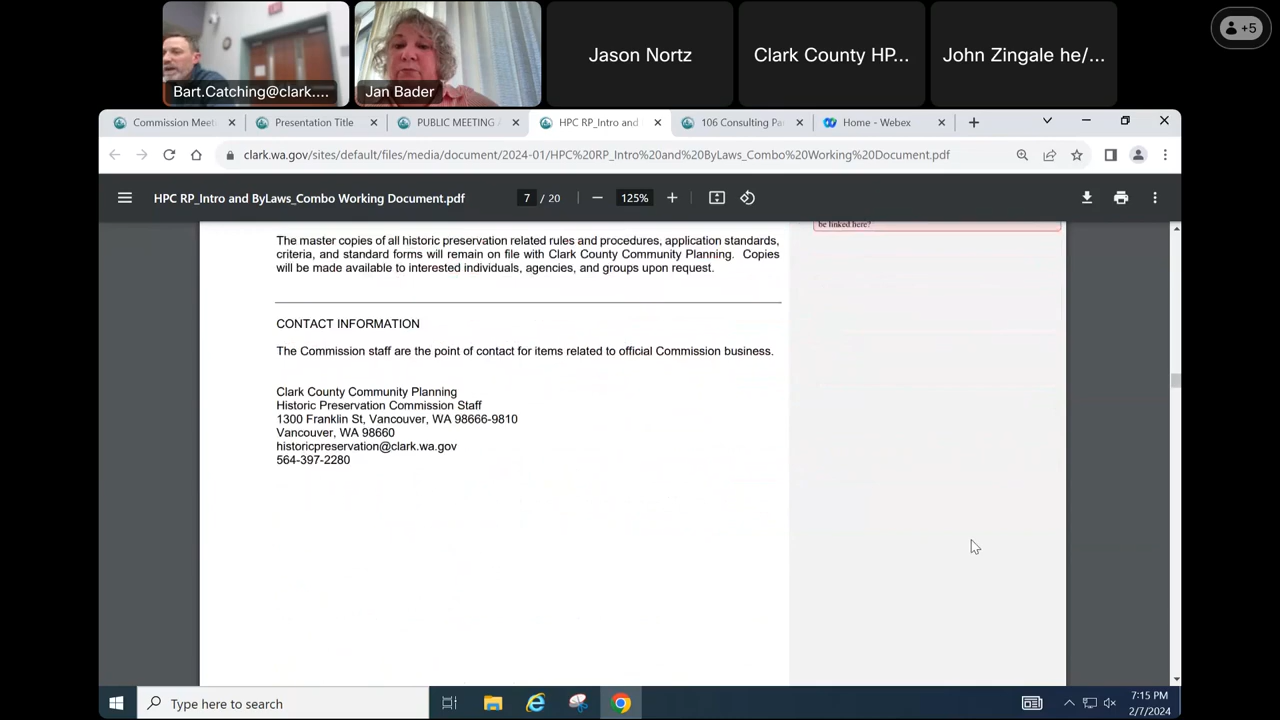 +5
Bart.Catching@clark....
Jan Bader
Jason Nortz
Clark County HP...
John Zingale he/...
Commission Meet
Presentation Title
PUBLIC MEETING A
HPC RP_Intro and
106 Consulting Pa
Home - Webex
clark.wa.gov/sites/default/files/media/document/2024-01/HPC%20RP_Intro%20and%20ByLaws_Combo%20Working%20Document.pdf
HPC RP_Intro and ByLaws_Combo Working Document.pdf
7 / 20
125%
be linked here?
The master copies of all historic preservation related rules and procedures, application standards,
criteria, and standard forms will remain on file with Clark County Community Planning. Copies
will be made available to interested individuals, agencies, and groups upon request.
CONTACT INFORMATION
The Commission staff are the point of contact for items related to official Commission business.
Clark County Community Planning
Historic Preservation Commission Staff
1300 Franklin St, Vancouver, WA 98666-9810
Vancouver, WA 98660
historicpreservation@clark.wa.gov
564-397-2280
Type here to search
7:15 PM
2/7/2024